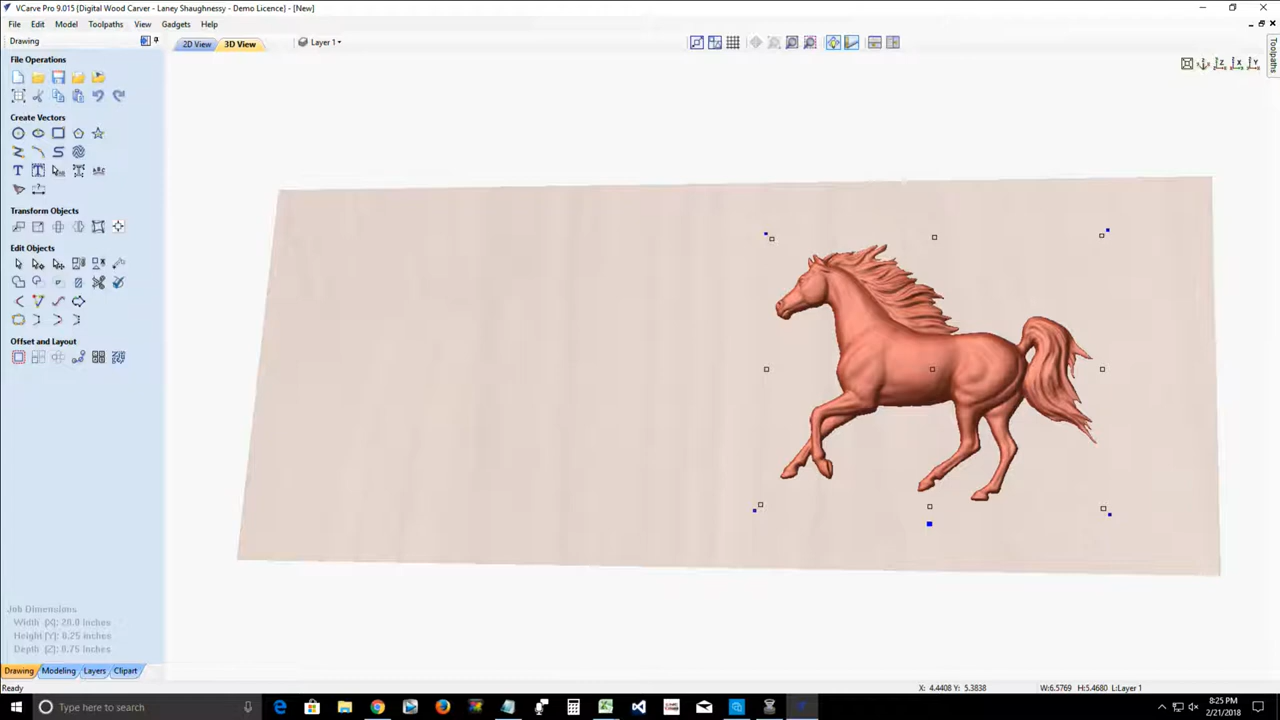 VCarve Pro 9.015 {Digital Wood Carver - Laney Shaughnessy - Demo Licence} - [New]
File Edit Model Toolpaths View Gadgets Help
Drawing
2D View 3D View Layer 1
Toolpaths
File Operations
Create Vectors
Transform Objects
Edit Objects
Offset and Layout
Job Dimensions
Width (X): 20.0 inches
Height (Y): 8.25 inches
Depth (Z): 0.75 inches
Drawing Modeling Layers Clipart
Ready
X: 4.4408 Y: 5.3838
W:6.5769 H:5.4680 L:Layer 1
Type here to search
8:25 PM
2/21/2018